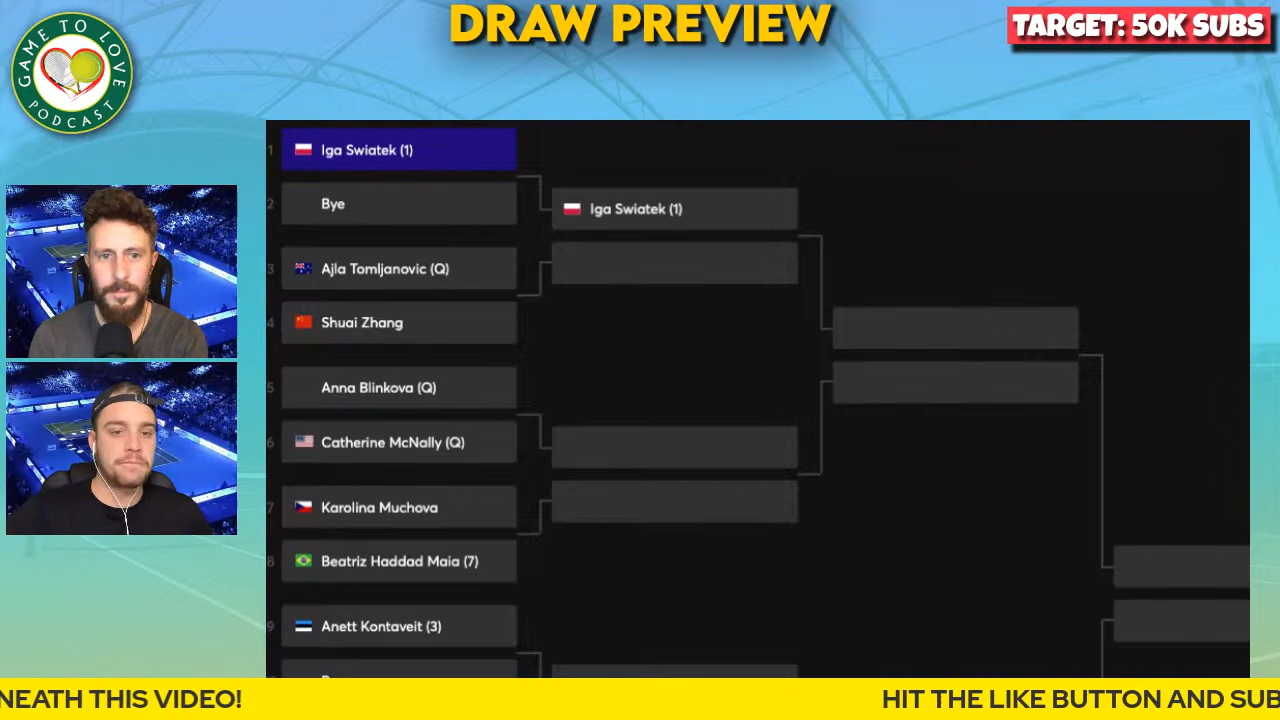 GAME TO LOVE
PODCAST
DRAW PREVIEW
TARGET: 50K SUBS
1 Iga Swiatek (1)
2 Bye
Iga Swiatek (1)
3 Ajla Tomljanovic (Q)
4 Shuai Zhang
5 Anna Blinkova (Q)
6 Catherine McNally (Q)
7 Karolina Muchova
8 Beatriz Haddad Maia (7)
9 Anett Kontaveit (3)
NEATH THIS VIDEO!
HIT THE LIKE BUTTON AND SUB